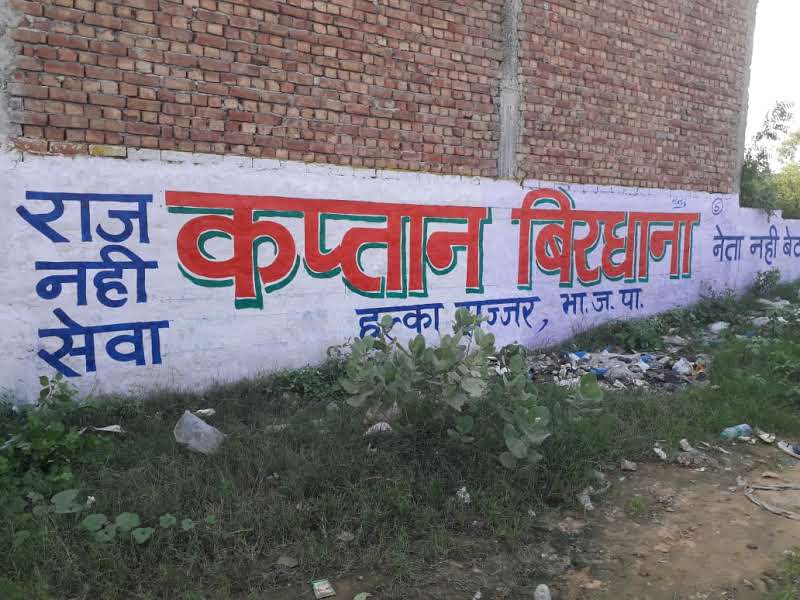 राज
नही
सेवा
कप्तान बिरधाना
हल्का झज्जर, भा.ज.पा.
नेता नही